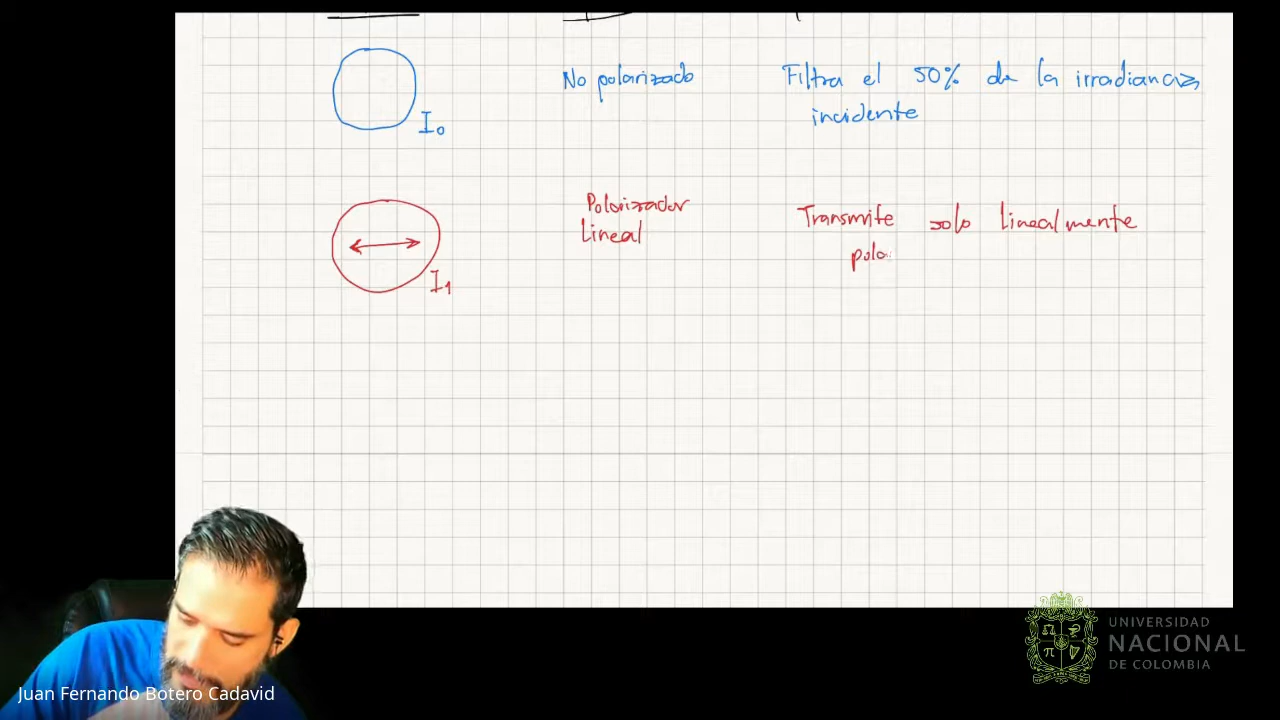 No polarizado
Filtra el 50% de la irradiancia
incidente
I₀
Polarizador
Lineal
Transmite solo linealmente
pola
I₁
UNIVERSIDAD
NACIONAL
DE COLOMBIA
Juan Fernando Botero Cadavid